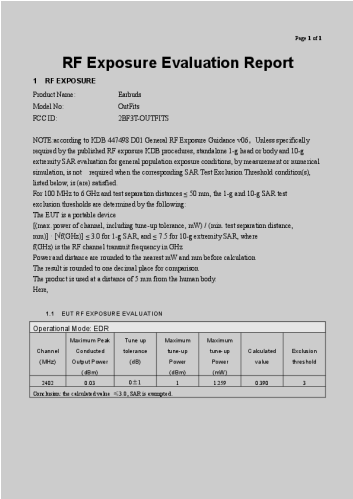 Page 1 of 1
RF Exposure Evaluation Report
1 RF EXPOSURE
Product Name: Earbuds
Model No: OutFits
FCC ID: 2BF3T-OUTFITS
NOTE according to KDB 447498 D01 General RF Exposure Guidance v06, Unless specifically
required by the published RF exposure KDB procedures, standalone 1-g head or body and 10-g
extremity SAR evaluation for general population exposure conditions, by measurement or numerical
simulation, is not required when the corresponding SAR Test Exclusion Threshold condition(s),
listed below, is (are) satisfied.
For 100 MHz to 6 GHz and test separation distances ≤ 50 mm, the 1-g and 10-g SAR test
exclusion thresholds are determined by the following:
The EUT is a portable device
[(max. power of channel, including tune-up tolerance, mW) / (min. test separation distance,
mm)] · [√f(GHz)] ≤ 3.0 for 1-g SAR, and ≤ 7.5 for 10-g extremity SAR, where
f(GHz) is the RF channel transmit frequency in GHz
Power and distance are rounded to the nearest mW and mm before calculation
The result is rounded to one decimal place for comparison
The product is used at a distance of 5 mm from the human body.
Here,
1.1 EUT RF EXPOSURE EVALUATION
Operational Mode: EDR
Channel (MHz) Maximum Peak Conducted Output Power (dBm) Tune up tolerance (dB) Maximum tune-up Power (dBm) Maximum tune-up Power (mW) Calculated value Exclusion threshold
2402 0.03 0±1 1 1.259 0.390 3
Conclusion: the calculated value ≤3.0, SAR is exempted.